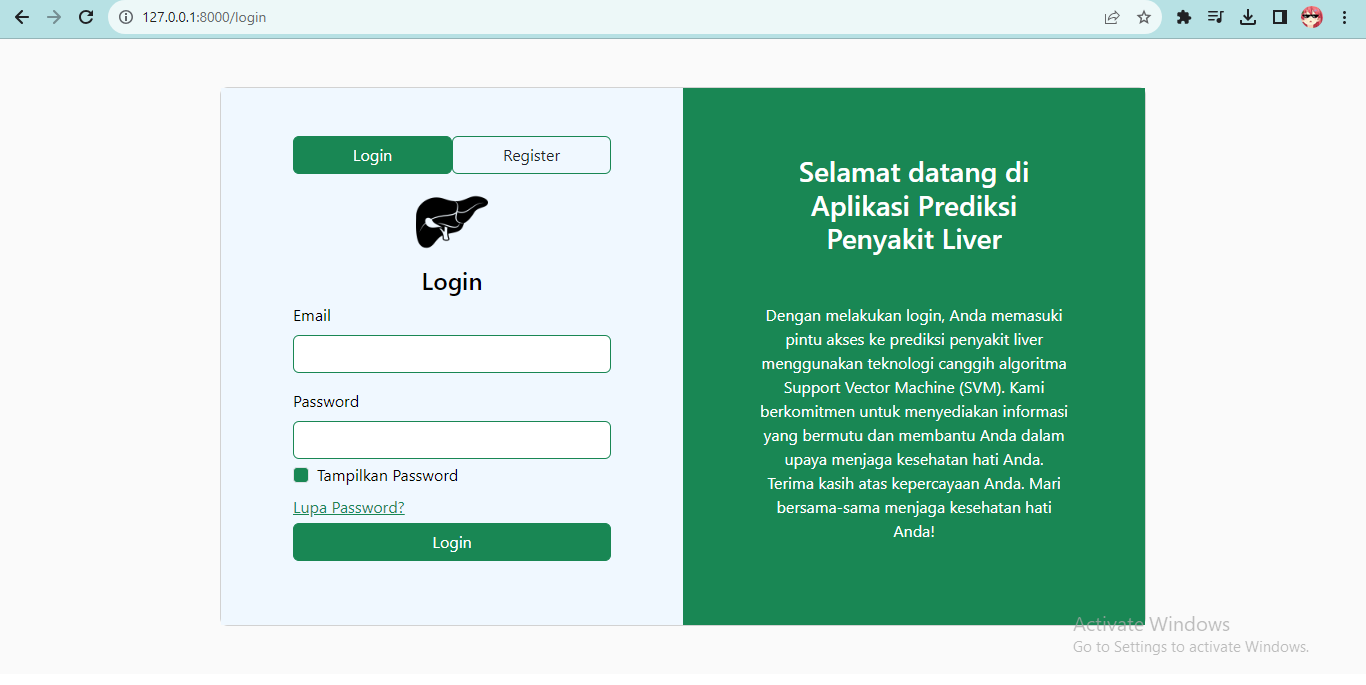 127.0.0.1:8000/login
Login
Register
Login
Email
Password
Tampilkan Password
Lupa Password?
Login
Selamat datang di
Aplikasi Prediksi
Penyakit Liver
Dengan melakukan login, Anda memasuki
pintu akses ke prediksi penyakit liver
menggunakan teknologi canggih algoritma
Support Vector Machine (SVM). Kami
berkomitmen untuk menyediakan informasi
yang bermutu dan membantu Anda dalam
upaya menjaga kesehatan hati Anda.
Terima kasih atas kepercayaan Anda. Mari
bersama-sama menjaga kesehatan hati
Anda!
Activate Windows
Go to Settings to activate Windows.